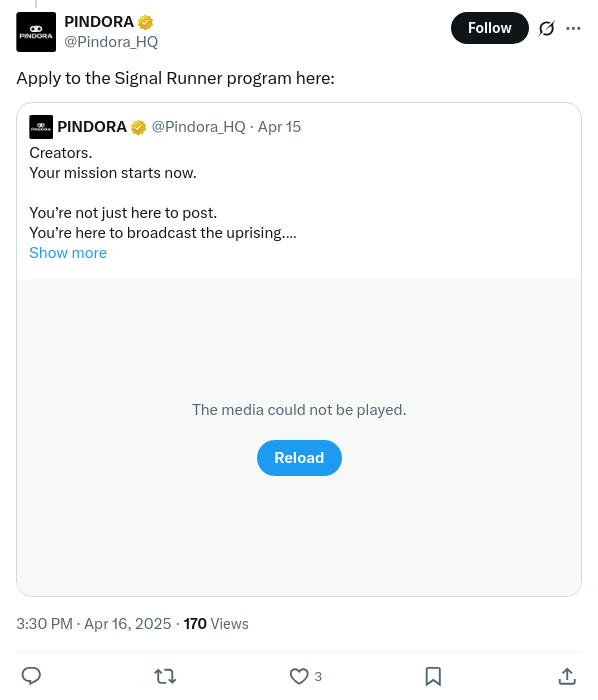 PINDORA
@Pindora_HQ
Follow
PINDORA
Apply to the Signal Runner program here:
PINDORA
PINDORA @Pindora_HQ · Apr 15
Creators.
Your mission starts now.
You’re not just here to post.
You’re here to broadcast the uprising....
Show more
The media could not be played.
Reload
3:30 PM · Apr 16, 2025 · 170 Views
3